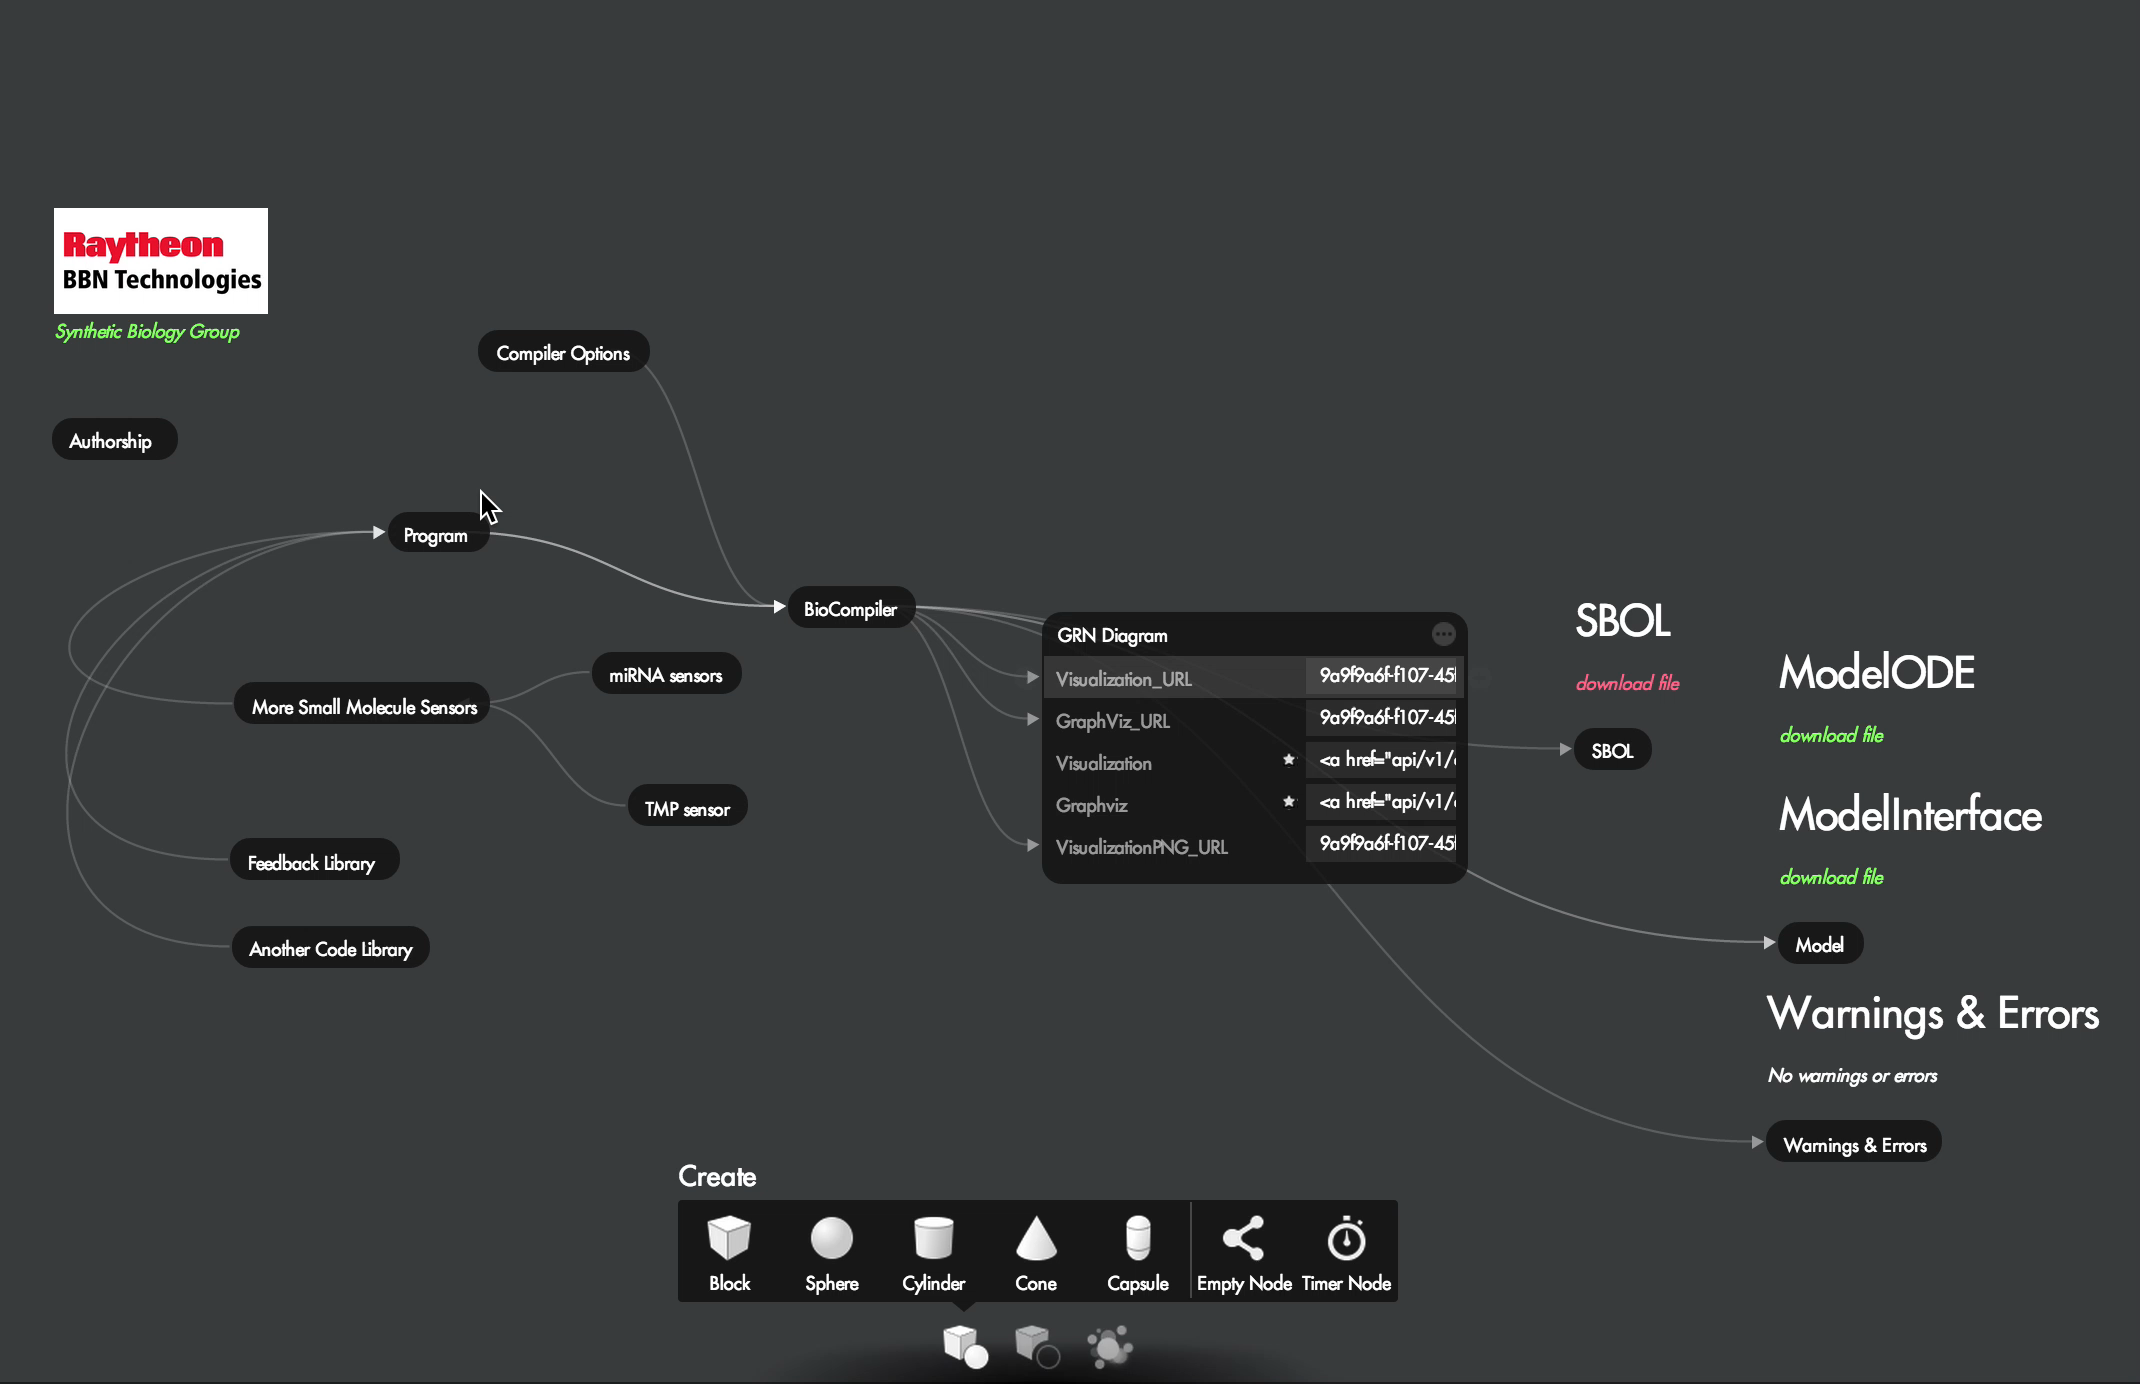 Raytheon
BBN Technologies
Synthetic Biology Group
Compiler Options
Authorship
Program
BioCompiler
More Small Molecule Sensors
miRNA sensors
TMP sensor
Feedback Library
Another Code Library
GRN Diagram
Visualization_URL 9a9f9a6f-f107-45
GraphViz_URL 9a9f9a6f-f107-45
Visualization <a href="api/v1/
Graphviz <a href="api/v1/
VisualizationPNG_URL 9a9f9a6f-f107-45
SBOL
download file
SBOL
ModelODE
download file
ModelInterface
download file
Model
Warnings & Errors
No warnings or errors
Warnings & Errors
Create
Block Sphere Cylinder Cone Capsule Empty Node Timer Node